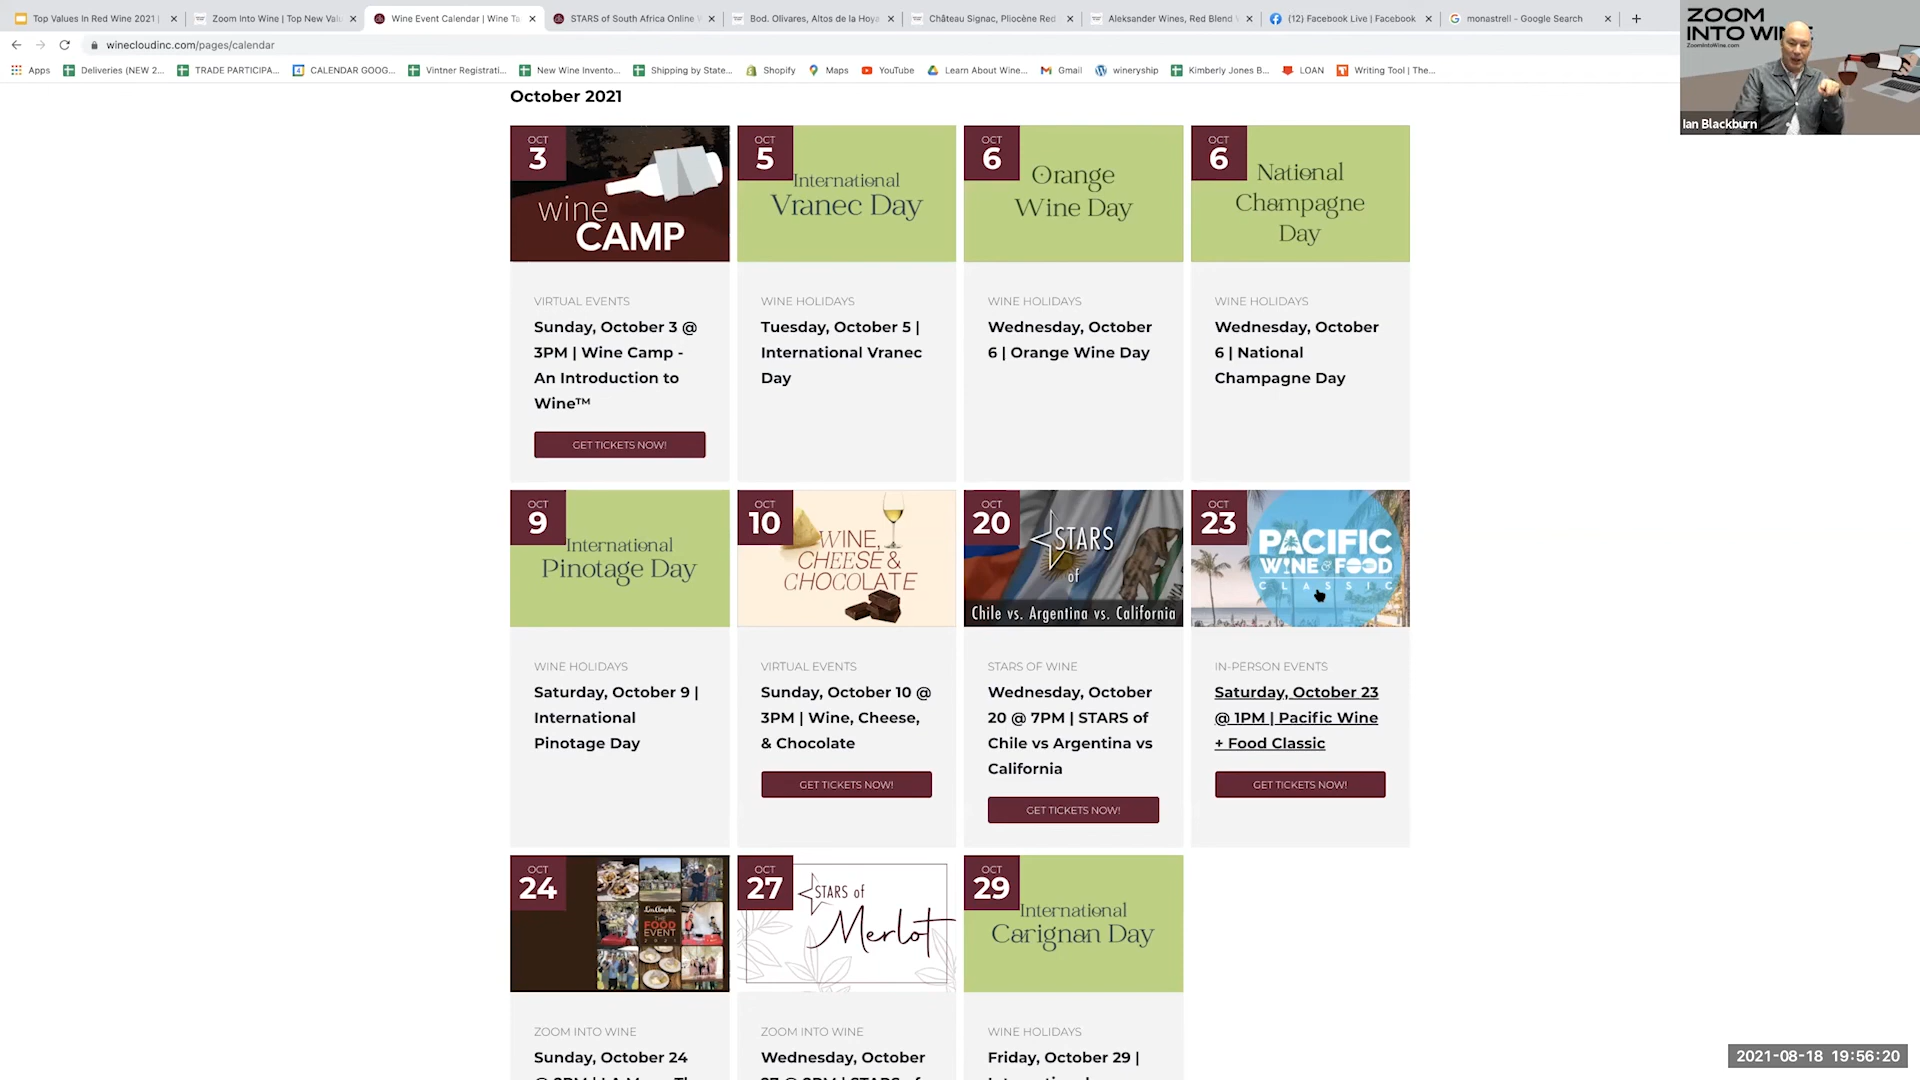 Top Values In Red Wine 2021 |
Zoom Into Wine | Top New Valu
Wine Event Calendar | Wine Ta
STARS of South Africa Online
Bod. Olivares, Altos de la Hoya
Château Signac, Pliocène Red
Aleksander Wines, Red Blend
(12) Facebook Live | Facebook
monastrell - Google Search
winecloudinc.com/pages/calendar
Apps
Deliveries (NEW 2...
TRADE PARTICIPA...
CALENDAR GOOG...
Vintner Registrati...
New Wine Invento...
Shipping by State...
Shopify
Maps
YouTube
Learn About Wine...
Gmail
wineryship
Kimberly Jones B...
LOAN
Writing Tool | The...
ZOOM
INTO WINE
ZoomIntoWine.com
Ian Blackburn
October 2021
OCT
3
wine
CAMP
OCT
5
International
Vranec Day
OCT
6
Orange
Wine Day
OCT
6
National
Champagne
Day
VIRTUAL EVENTS
Sunday, October 3 @
3PM | Wine Camp -
An Introduction to
Wine™
GET TICKETS NOW!
WINE HOLIDAYS
Tuesday, October 5 |
International Vranec
Day
WINE HOLIDAYS
Wednesday, October
6 | Orange Wine Day
WINE HOLIDAYS
Wednesday, October
6 | National
Champagne Day
OCT
9
International
Pinotage Day
OCT
10
WINE,
CHEESE &
CHOCOLATE
OCT
20
STARS
of
Chile vs. Argentina vs. California
OCT
23
PACIFIC
WINE & FOOD
CLASSIC
WINE HOLIDAYS
Saturday, October 9 |
International
Pinotage Day
VIRTUAL EVENTS
Sunday, October 10 @
3PM | Wine, Cheese,
& Chocolate
GET TICKETS NOW!
STARS OF WINE
Wednesday, October
20 @ 7PM | STARS of
Chile vs Argentina vs
California
GET TICKETS NOW!
IN-PERSON EVENTS
Saturday, October 23
@ 1PM | Pacific Wine
+ Food Classic
GET TICKETS NOW!
OCT
24
Los Angeles
THE
FOOD
EVENT
2021
OCT
27
STARS of
Merlot
OCT
29
International
Carignan Day
ZOOM INTO WINE
Sunday, October 24
ZOOM INTO WINE
Wednesday, October
WINE HOLIDAYS
Friday, October 29 |
2021-08-18 19:56:20